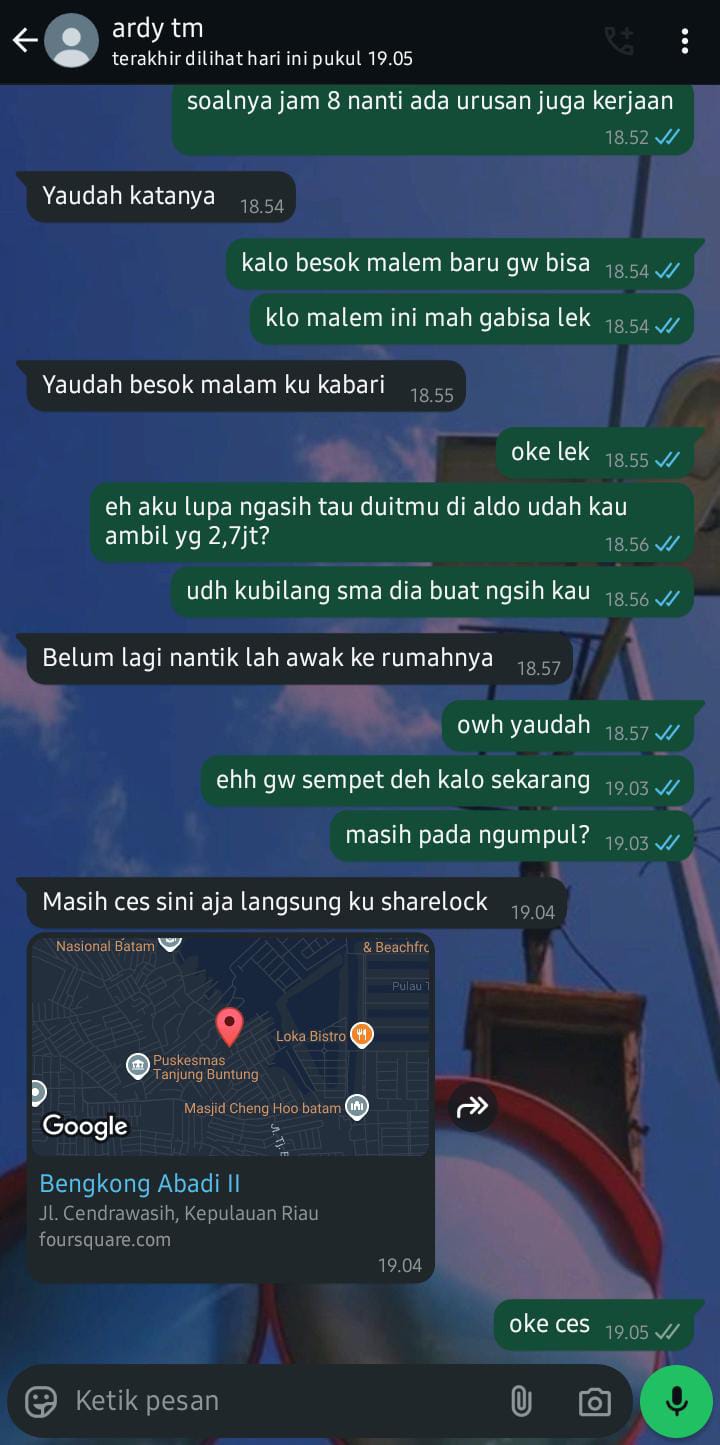 ardy tm
terakhir dilihat hari ini pukul 19.05
soalnya jam 8 nanti ada urusan juga kerjaan
18.52
Yaudah katanya 18.54
kalo besok malem baru gw bisa 18.54
klo malem ini mah gabisa lek 18.54
Yaudah besok malam ku kabari 18.55
oke lek 18.55
eh aku lupa ngasih tau duitmu di aldo udah kau
ambil yg 2,7jt? 18.56
udh kubilang sma dia buat ngsih kau 18.56
Belum lagi nantik lah awak ke rumahnya 18.57
owh yaudah 18.57
ehh gw sempet deh kalo sekarang 19.03
masih pada ngumpul? 19.03
Masih ces sini aja langsung ku sharelock 19.04
Nasional Batam
& Beachfrc
Pulau
Loka Bistro
Puskesmas
Tanjung Buntung
Masjid Cheng Hoo batam
Google
Jl. Tj.
Bengkong Abadi II
Jl. Cendrawasih, Kepulauan Riau
foursquare.com
19.04
oke ces 19.05
Ketik pesan